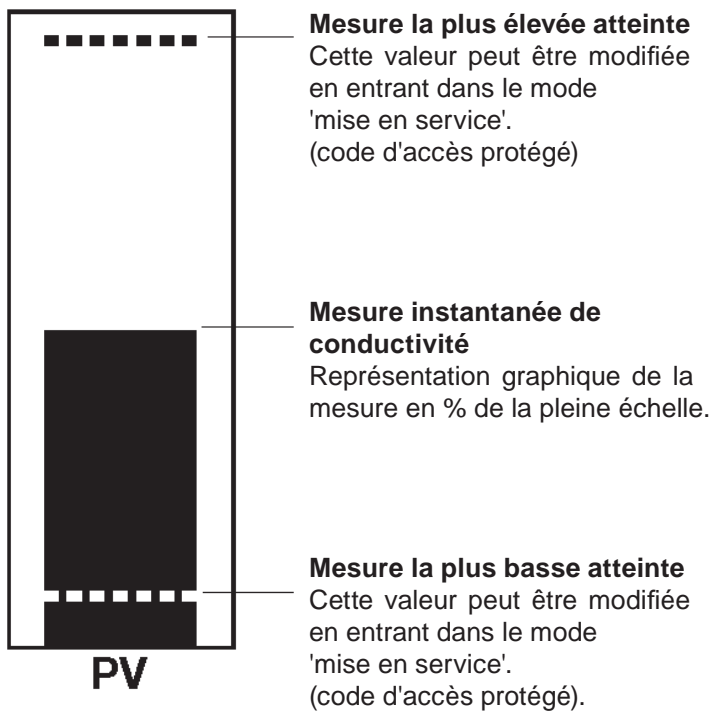 Mesure la plus élevée atteinte
Cette valeur peut être modifiée
en entrant dans le mode
'mise en service'.
(code d'accès protégé)
Mesure instantanée de
conductivité
Représentation graphique de la
mesure en % de la pleine échelle.
Mesure la plus basse atteinte
Cette valeur peut être modifiée
en entrant dans le mode
'mise en service'.
(code d'accès protégé).
PV